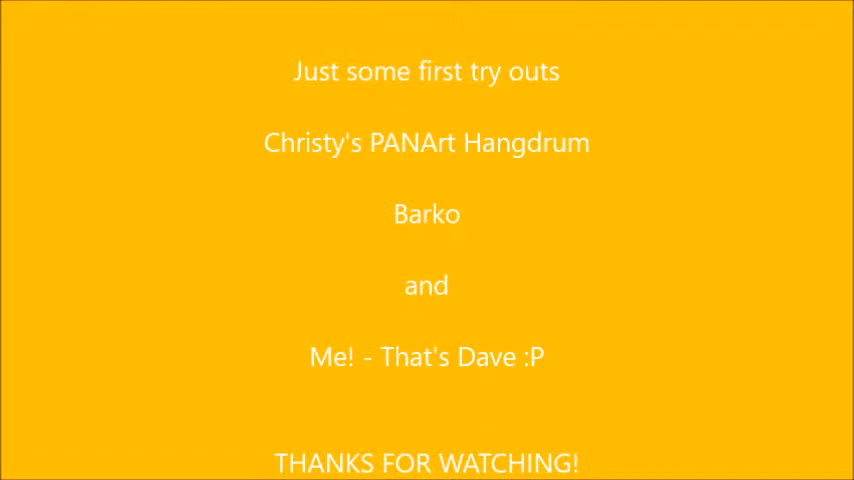 Just some first try outs
Christy's PANArt Hangdrum
Barko
and
Me! - That's Dave :P
THANKS FOR WATCHING!